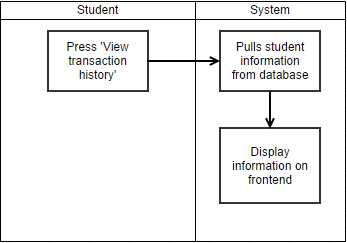 Student
System
Press 'View
transaction
history'
Pulls student
information
from database
Display
information on
frontend